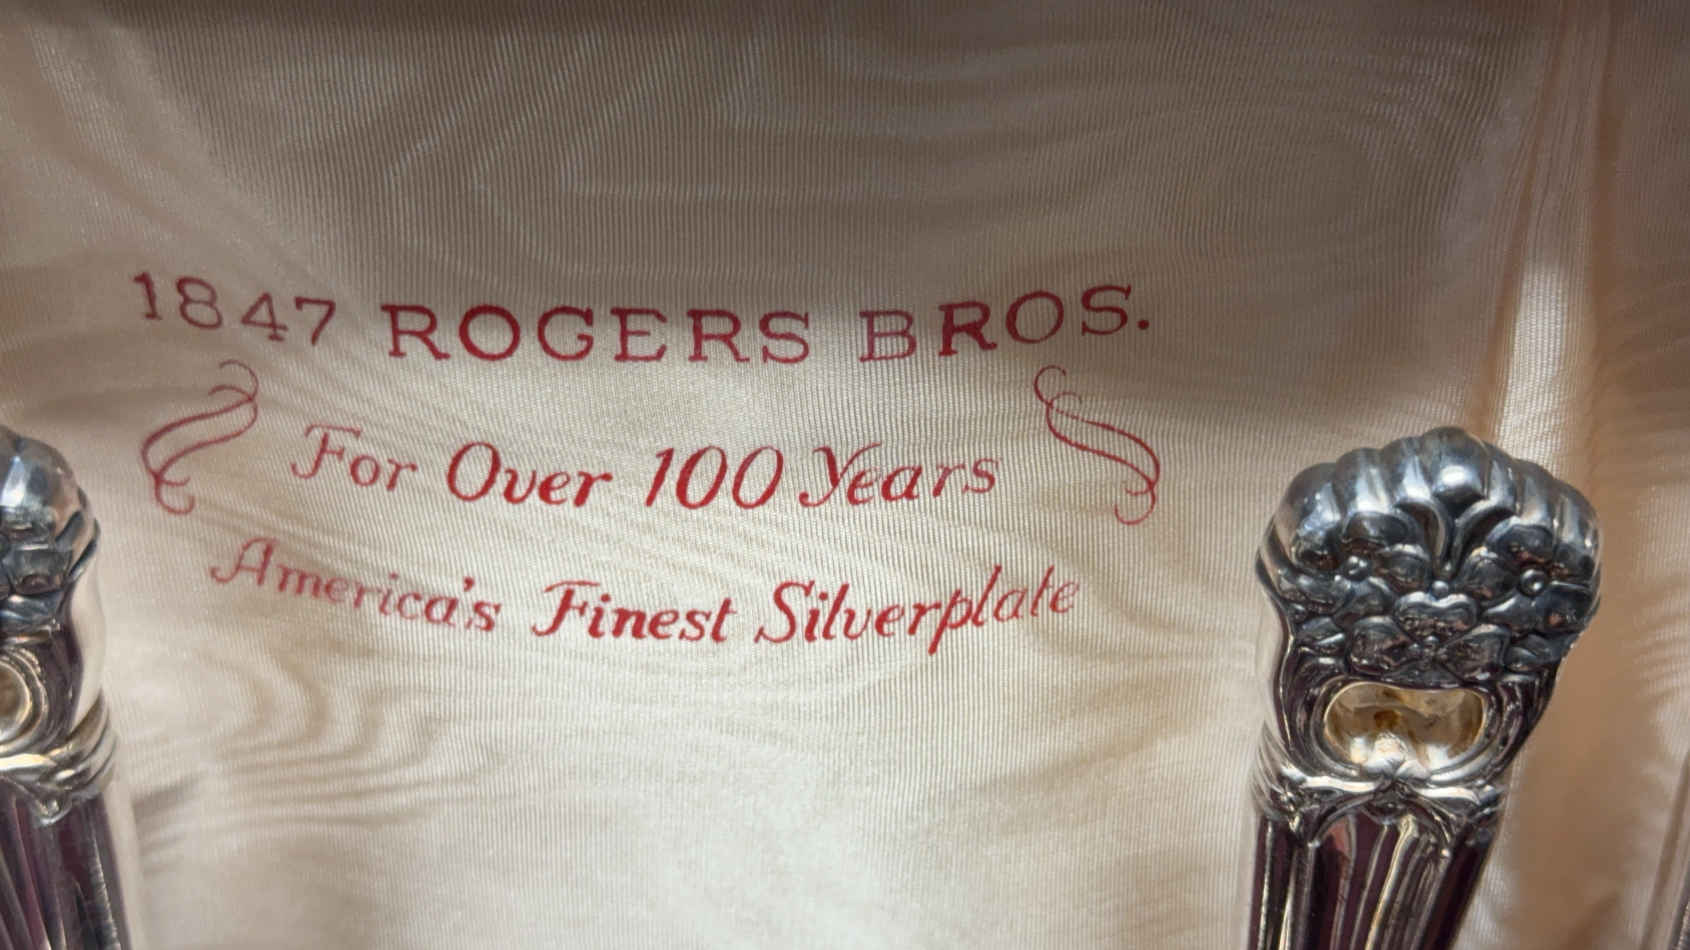 1847 ROGERS BROS.
For Over 100 Years
America's Finest Silverplate